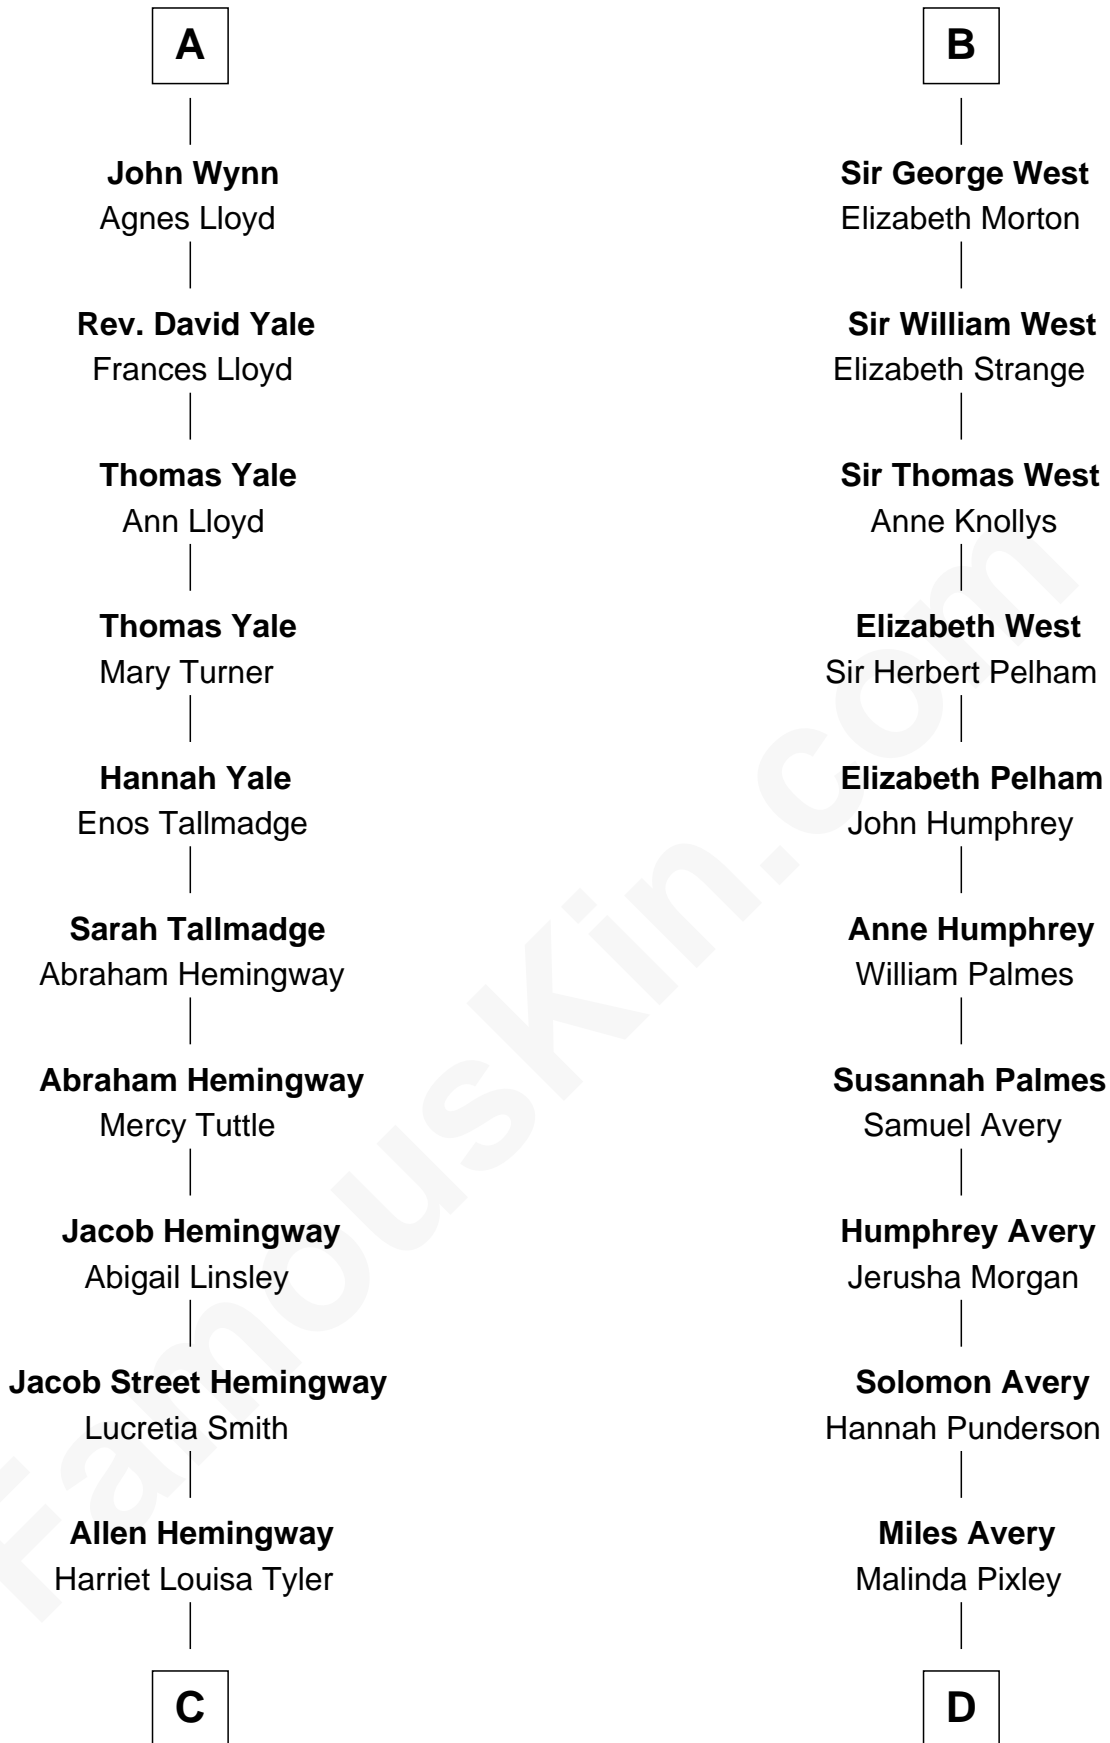 A
John Wynn
Agnes Lloyd
Rev. David Yale
Frances Lloyd
Thomas Yale
Ann Lloyd
Thomas Yale
Mary Turner
Hannah Yale
Enos Tallmadge
Sarah Tallmadge
Abraham Hemingway
Abraham Hemingway
Mercy Tuttle
Jacob Hemingway
Abigail Linsley
Jacob Street Hemingway
Lucretia Smith
Allen Hemingway
Harriet Louisa Tyler
C
B
Sir George West
Elizabeth Morton
Sir William West
Elizabeth Strange
Sir Thomas West
Anne Knollys
Elizabeth West
Sir Herbert Pelham
Elizabeth Pelham
John Humphrey
Anne Humphrey
William Palmes
Susannah Palmes
Samuel Avery
Humphrey Avery
Jerusha Morgan
Solomon Avery
Hannah Punderson
Miles Avery
Malinda Pixley
D
FamousKin.com